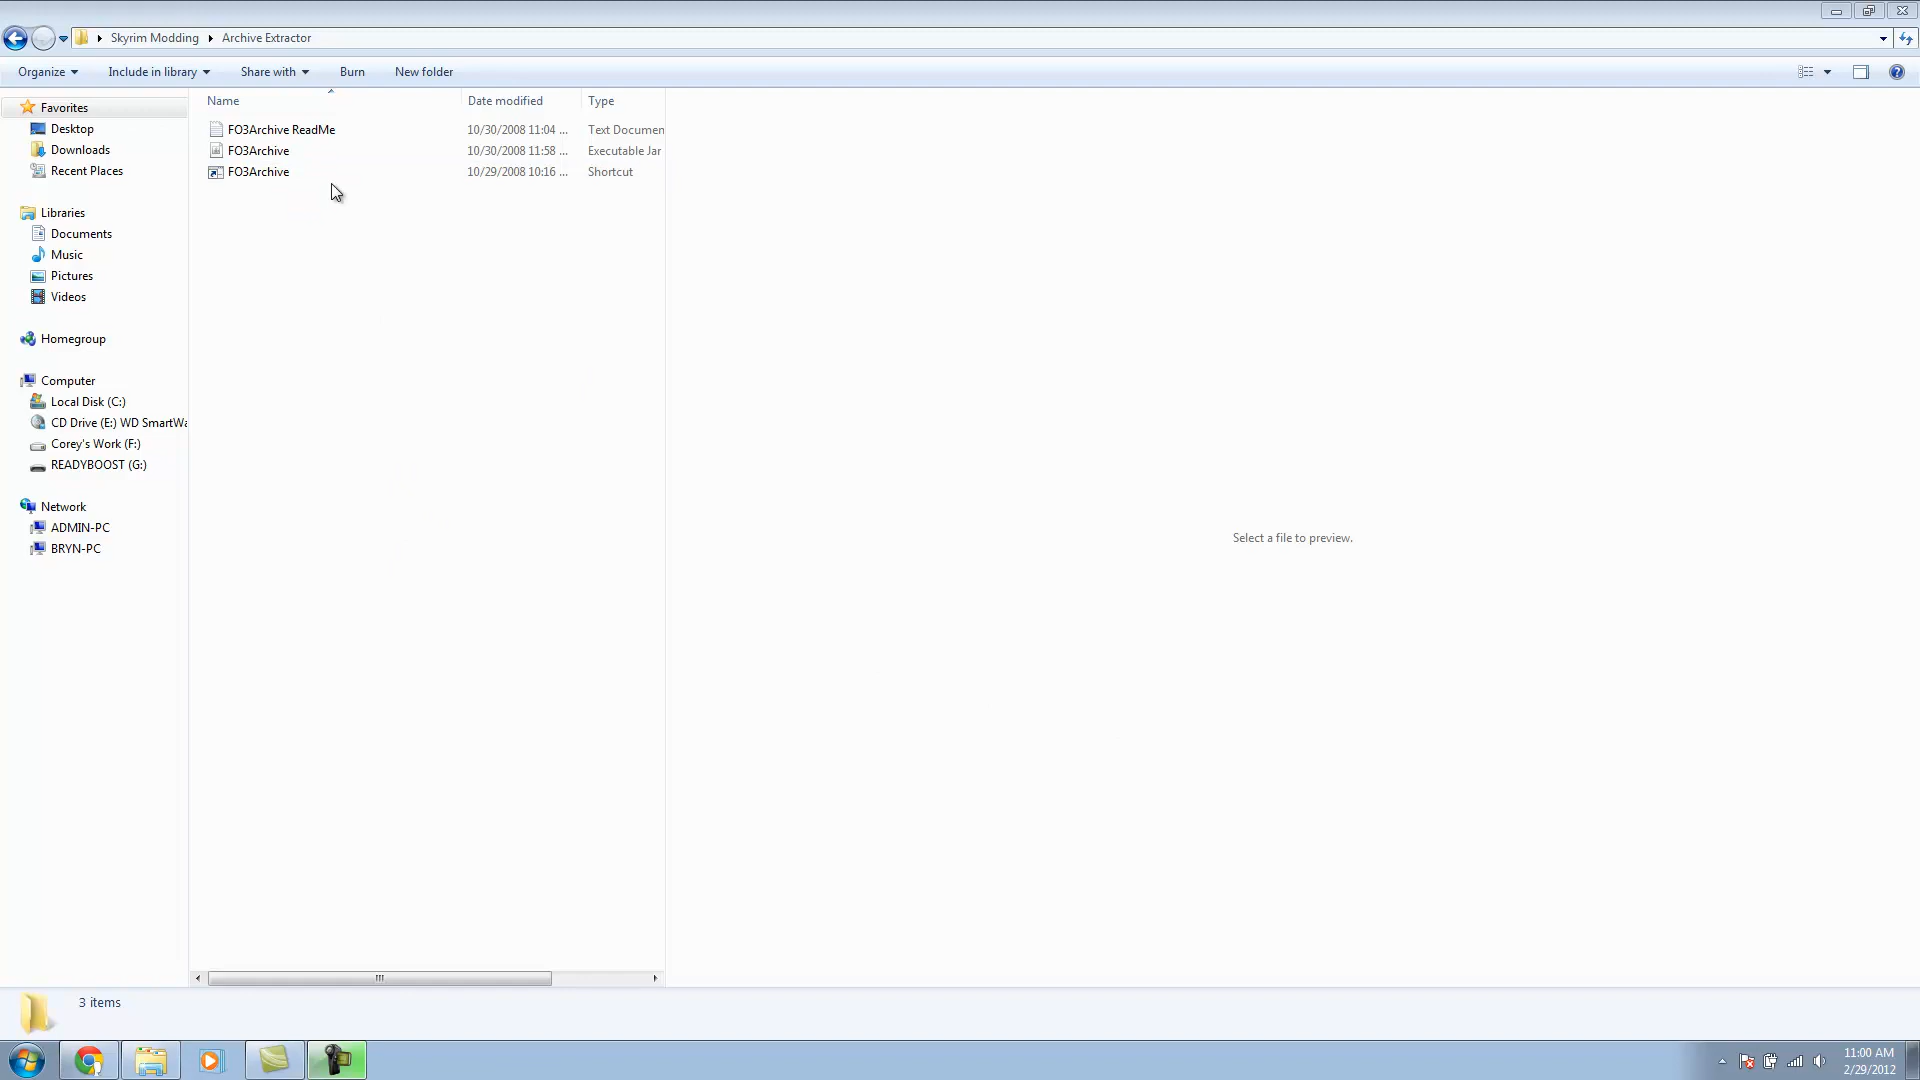 Skyrim Modding Archive Extractor
Organize Include in library Share with Burn New folder
Name Date modified Type
Favorites
Desktop
Downloads
Recent Places
Libraries
Documents
Music
Pictures
Videos
Homegroup
Computer
Local Disk (C:)
CD Drive (E:) WD SmartWa
Corey's Work (F:)
READYBOOST (G:)
Network
ADMIN-PC
BRYN-PC
FO3Archive ReadMe 10/30/2008 11:04 ... Text Documen
FO3Archive 10/30/2008 11:58 ... Executable Jar
FO3Archive 10/29/2008 10:16 ... Shortcut
Select a file to preview.
3 items
11:00 AM
2/29/2012